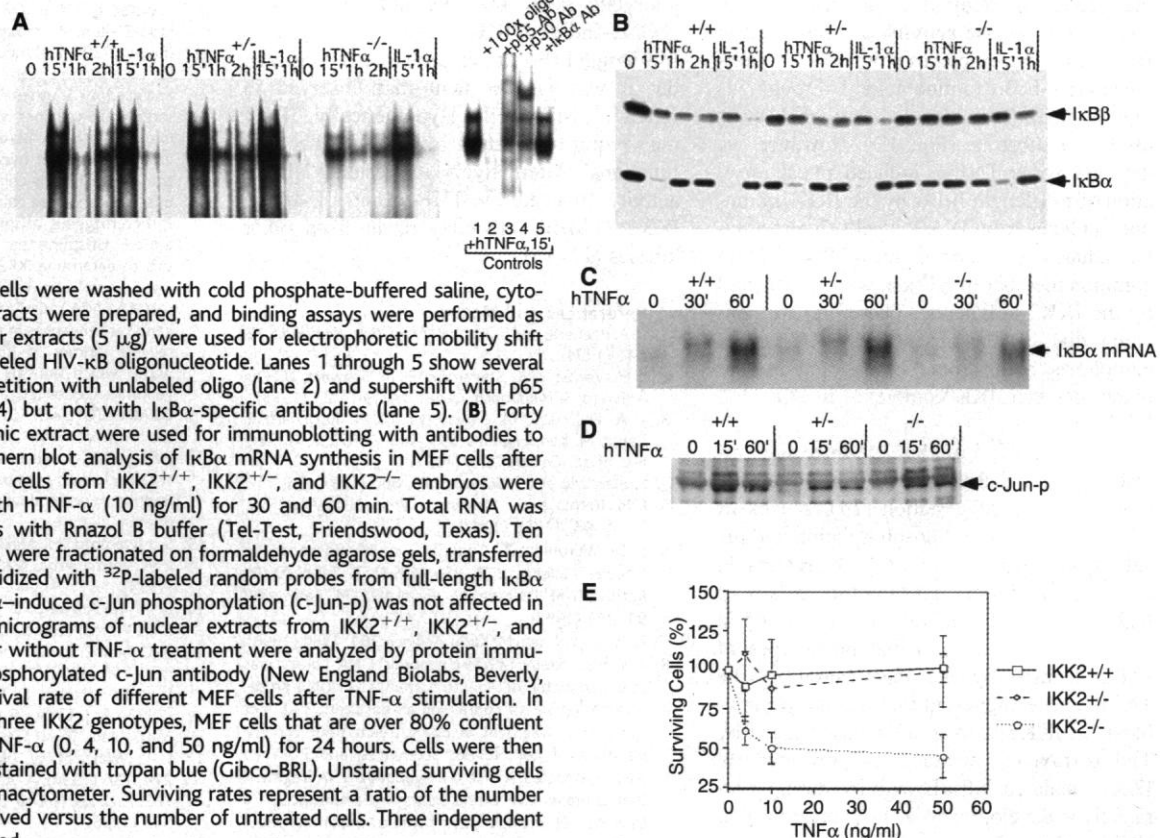 A
+/+
+/-
-/-
hTNFα IL-1α hTNFα IL-1α hTNFα IL-1α
0 15'1h 2h 15'1h 0 15'1h 2h 15'1h 0 15'1h 2h 15'1h
+100x oligo
+p65 Ab
+p50 Ab
+IκBα Ab
1 2 3 4 5
+hTNFα,15'
Controls
B
+/+
+/-
-/-
hTNFα IL-1α hTNFα IL-1α hTNFα IL-1α
0 15'1h 2h 15'1h 0 15'1h 2h 15'1h 0 15'1h 2h 15'1h
IκBβ
IκBα
C
+/+ +/- -/-
hTNFα 0 30' 60' 0 30' 60' 0 30' 60'
IκBα mRNA
D
+/+ +/- -/-
hTNFα 0 15' 60' 0 15' 60' 0 15' 60'
c-Jun-p
E
150
125
100
75
50
25
Surviving Cells (%)
0 10 20 30 40 50 60
TNFα (ng/ml)
IKK2+/+
IKK2+/-
IKK2-/-
ells were washed with cold phosphate-buffered saline, cyto-
racts were prepared, and binding assays were performed as
r extracts (5 μg) were used for electrophoretic mobility shift
eled HIV-κB oligonucleotide. Lanes 1 through 5 show several
etition with unlabeled oligo (lane 2) and supershift with p65
4) but not with IκBα-specific antibodies (lane 5). (B) Forty
nic extract were used for immunoblotting with antibodies to
hern blot analysis of IκBα mRNA synthesis in MEF cells after
cells from IKK2+/+, IKK2+/−, and IKK2−/− embryos were
th hTNF-α (10 ng/ml) for 30 and 60 min. Total RNA was
s with Rnazol B buffer (Tel-Test, Friendswood, Texas). Ten
were fractionated on formaldehyde agarose gels, transferred
idized with 32P-labeled random probes from full-length IκBα
α–induced c-Jun phosphorylation (c-Jun-p) was not affected in
micrograms of nuclear extracts from IKK2+/+, IKK2+/−, and
r without TNF-α treatment were analyzed by protein immu-
osphorylated c-Jun antibody (New England Biolabs, Beverly,
vival rate of different MEF cells after TNF-α stimulation. In
hree IKK2 genotypes, MEF cells that are over 80% confluent
NF-α (0, 4, 10, and 50 ng/ml) for 24 hours. Cells were then
stained with trypan blue (Gibco-BRL). Unstained surviving cells
macytometer. Surviving rates represent a ratio of the number
ved versus the number of untreated cells. Three independent